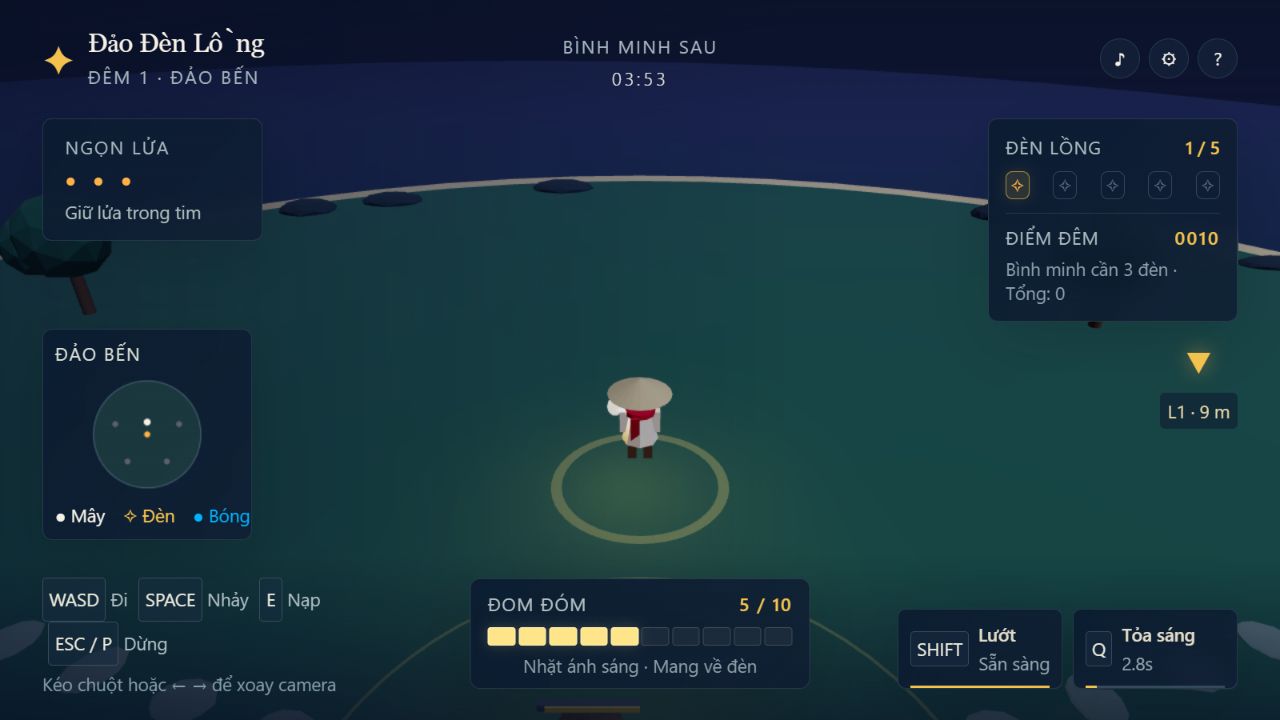 Đảo Đèn Lồng
ĐÊM 1 · ĐẢO BẾN
BÌNH MINH SAU
03:53
♪
?
NGỌN LỬA
Giữ lửa trong tim
ĐÈN LỒNG 1 / 5
ĐIỂM ĐÊM 0010
Bình minh cần 3 đèn ·
Tổng: 0
L1 · 9 m
ĐẢO BẾN
Mây Đèn Bóng
WASD Đi SPACE Nhảy E Nạp
ESC / P Dừng
Kéo chuột hoặc ← → để xoay camera
ĐOM ĐÓM 5 / 10
Nhặt ánh sáng · Mang về đèn
SHIFT Lướt
Sẵn sàng
Q Tỏa sáng
2.8s